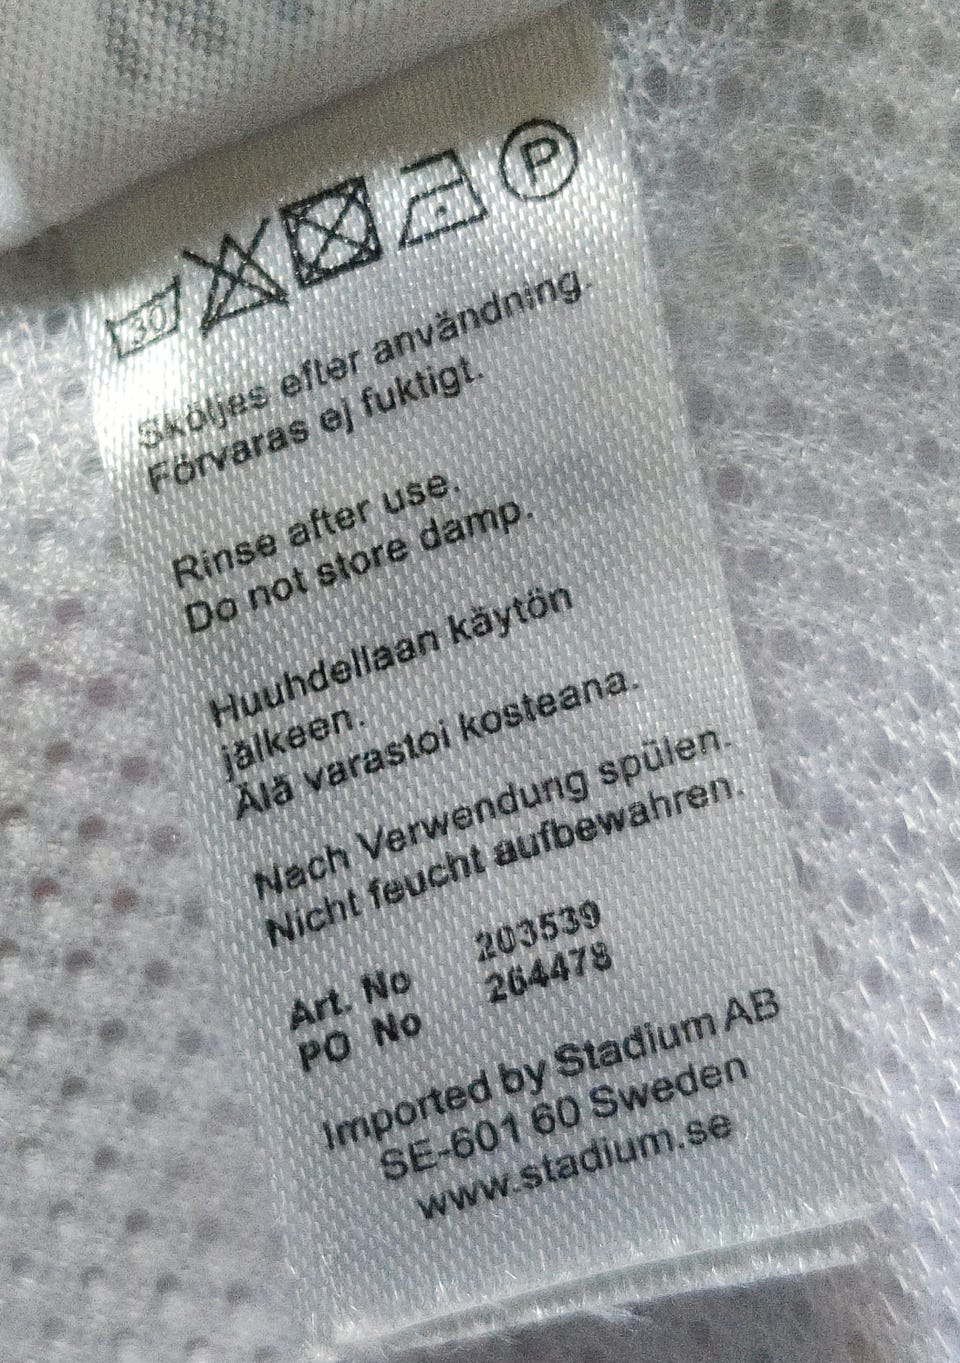 30 P
Sköljes efter användning.
Förvaras ej fuktigt.
Rinse after use.
Do not store damp.
Huuhdellaan käytön
jälkeen.
Älä varastoi kosteana.
Nach Verwendung spülen.
Nicht feucht aufbewahren.
Art. No 203539
PO No 264478
Imported by Stadium AB
SE-601 60 Sweden
www.stadium.se